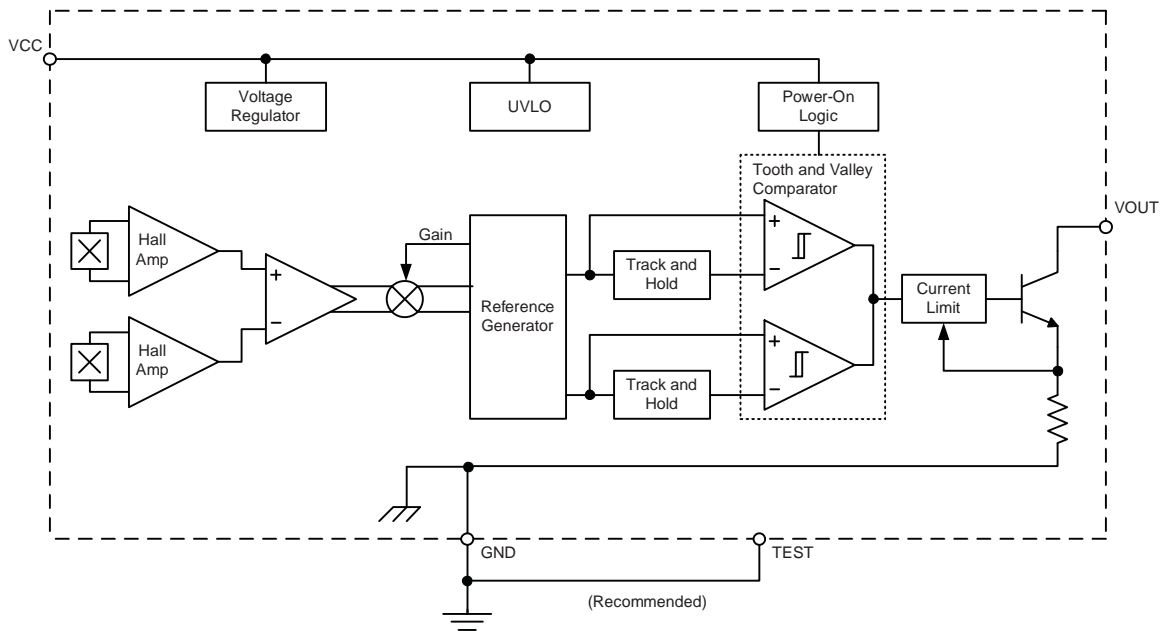 VCC
Voltage
Regulator
UVLO
Power-On
Logic
Tooth and Valley
Comparator
VOUT
Hall
Amp
+
−
Gain
Reference
Generator
Track and
Hold
+
−
Current
Limit
Hall
Amp
Track and
Hold
+
−
GND
TEST
(Recommended)